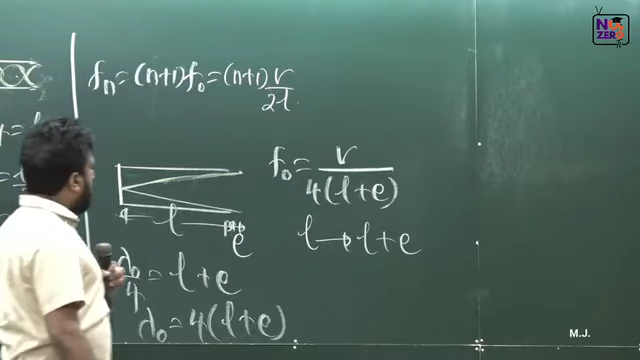 fₙ = (n+1)f₀ = (n+1) v/2l
f₀ = v/4(l+e)
l
e
l → l+e
λ₀/4 = l+e
λ₀ = 4(l+e)
M.J.